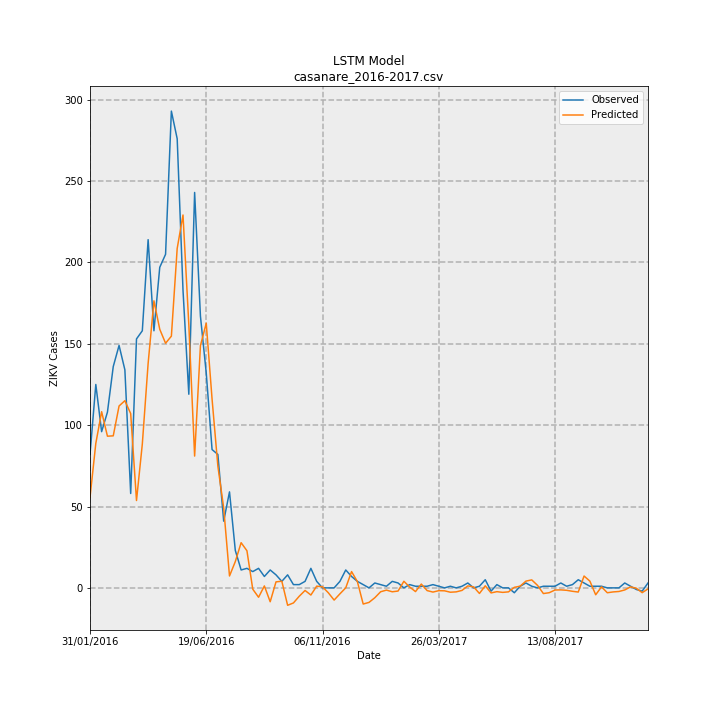 LSTM Model
casanare_2016-2017.csv
Observed
Predicted
300
250
200
150
100
50
0
ZIKV Cases
31/01/2016 19/06/2016 06/11/2016 26/03/2017 13/08/2017
Date